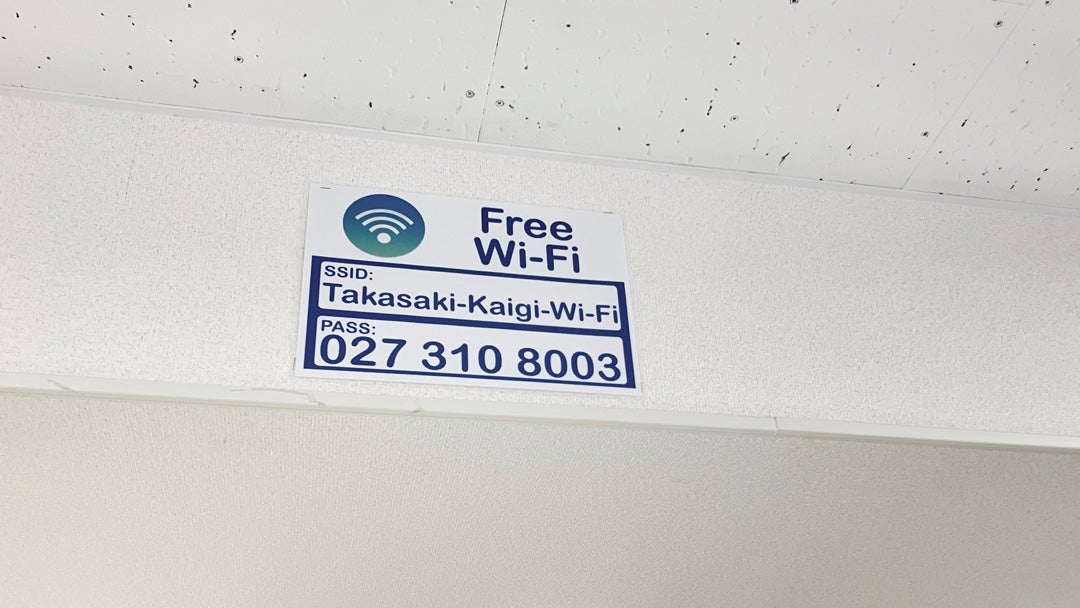 Free
Wi-Fi
SSID:
Takasaki-Kaigi-Wi-Fi
PASS:
027 310 8003